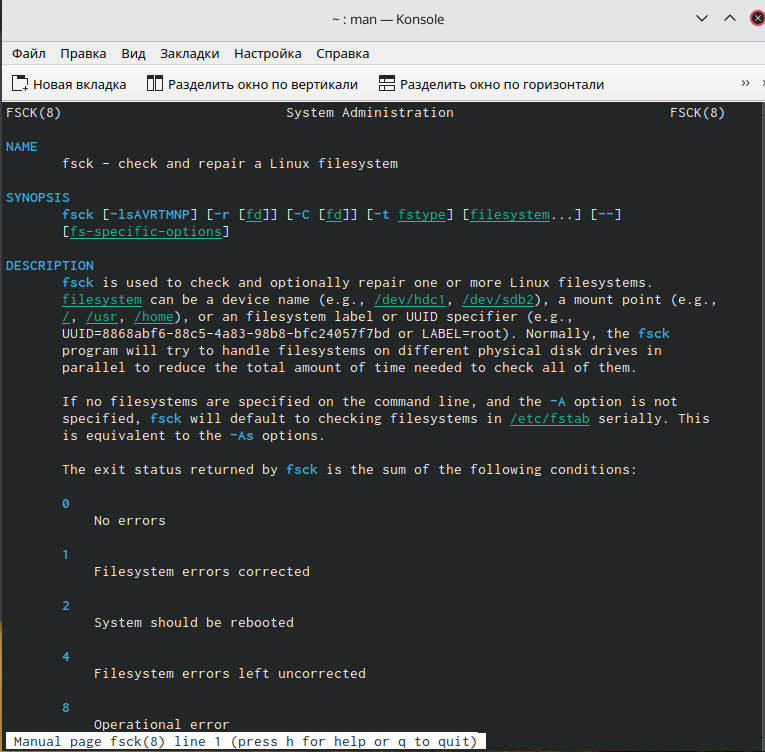 ~ : man — Konsole
Файл Правка Вид Закладки Настройка Справка
Новая вкладка Разделить окно по вертикали Разделить окно по горизонтали
FSCK(8) System Administration FSCK(8)
NAME
fsck - check and repair a Linux filesystem
SYNOPSIS
fsck [-lsAVRTMNP] [-r [fd]] [-C [fd]] [-t fstype] [filesystem...] [--]
[fs-specific-options]
DESCRIPTION
fsck is used to check and optionally repair one or more Linux filesystems.
filesystem can be a device name (e.g., /dev/hdc1, /dev/sdb2), a mount point (e.g.,
/, /usr, /home), or an filesystem label or UUID specifier (e.g.,
UUID=8868abf6-88c5-4a83-98b8-bfc24057f7bd or LABEL=root). Normally, the fsck
program will try to handle filesystems on different physical disk drives in
parallel to reduce the total amount of time needed to check all of them.
If no filesystems are specified on the command line, and the -A option is not
specified, fsck will default to checking filesystems in /etc/fstab serially. This
is equivalent to the -As options.
The exit status returned by fsck is the sum of the following conditions:
0
No errors
1
Filesystem errors corrected
2
System should be rebooted
4
Filesystem errors left uncorrected
8
Operational error
Manual page fsck(8) line 1 (press h for help or q to quit)